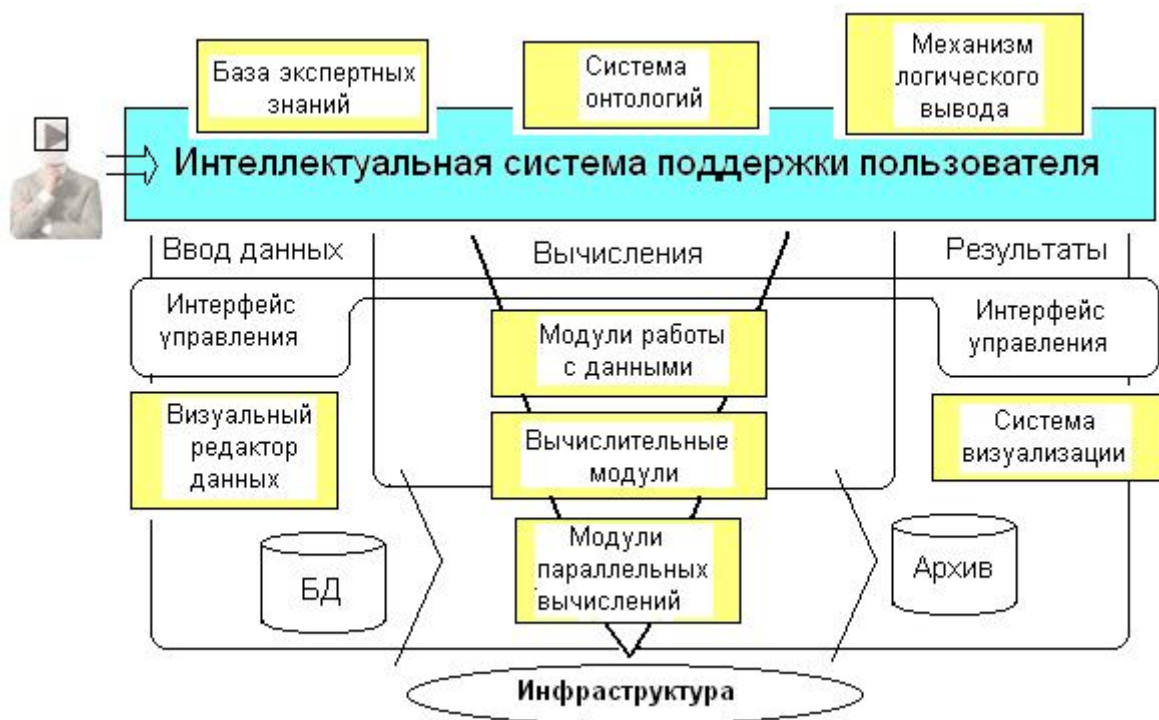 База экспертных
знаний
Система
онтологий
Механизм
логического
вывода
Интеллектуальная система поддержки пользователя
Ввод данных
Вычисления
Результаты
Интерфейс
управления
Интерфейс
управления
Модули работы
с данными
Визуальный
редактор
данных
Вычислительные
модули
Система
визуализации
Модули
параллельных
вычислений
БД
Архив
Инфраструктура